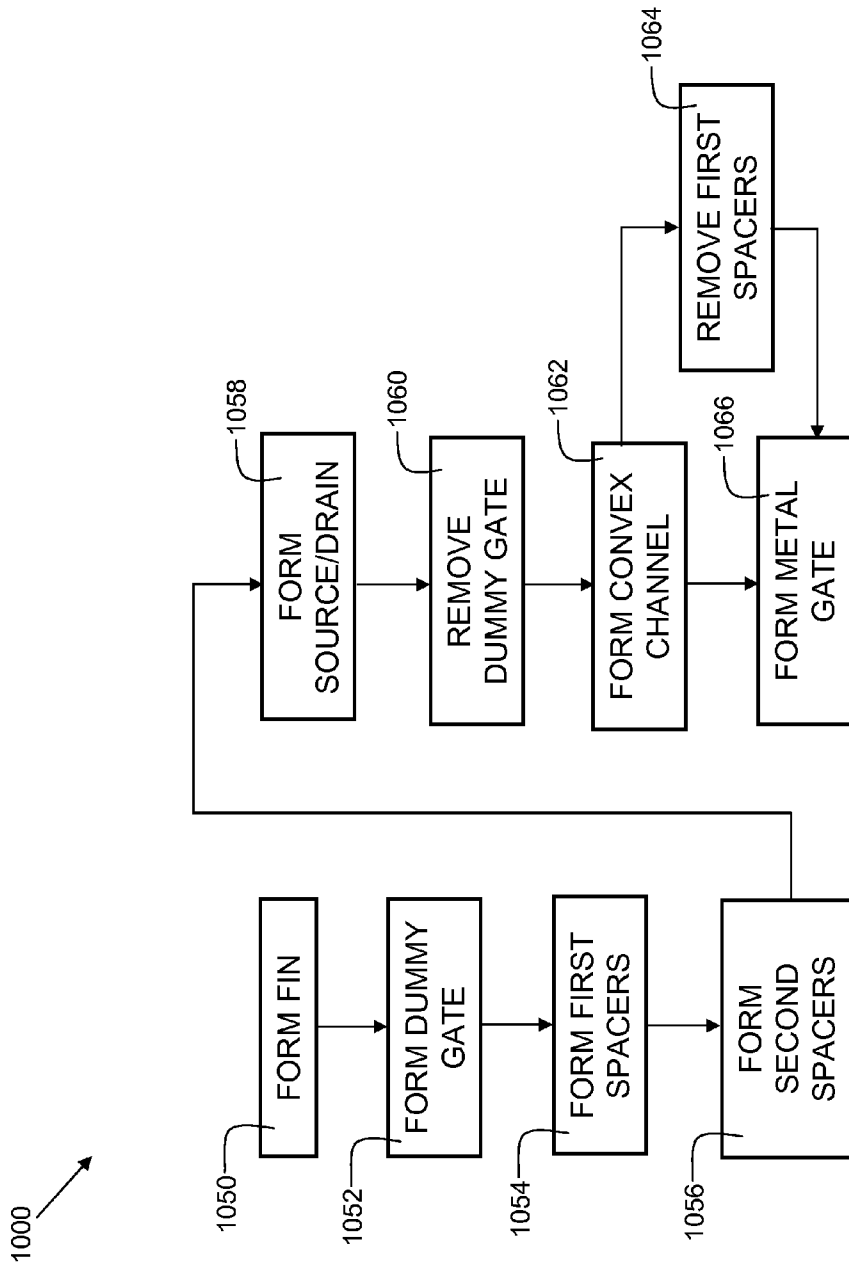 1000
1050
FORM FIN
1052
FORM DUMMY
GATE
1054
FORM FIRST
SPACERS
1056
FORM
SECOND
SPACERS
1058
FORM
SOURCE/DRAIN
1060
REMOVE
DUMMY GATE
1062
FORM CONVEX
CHANNEL
1064
REMOVE FIRST
SPACERS
1066
FORM METAL
GATE